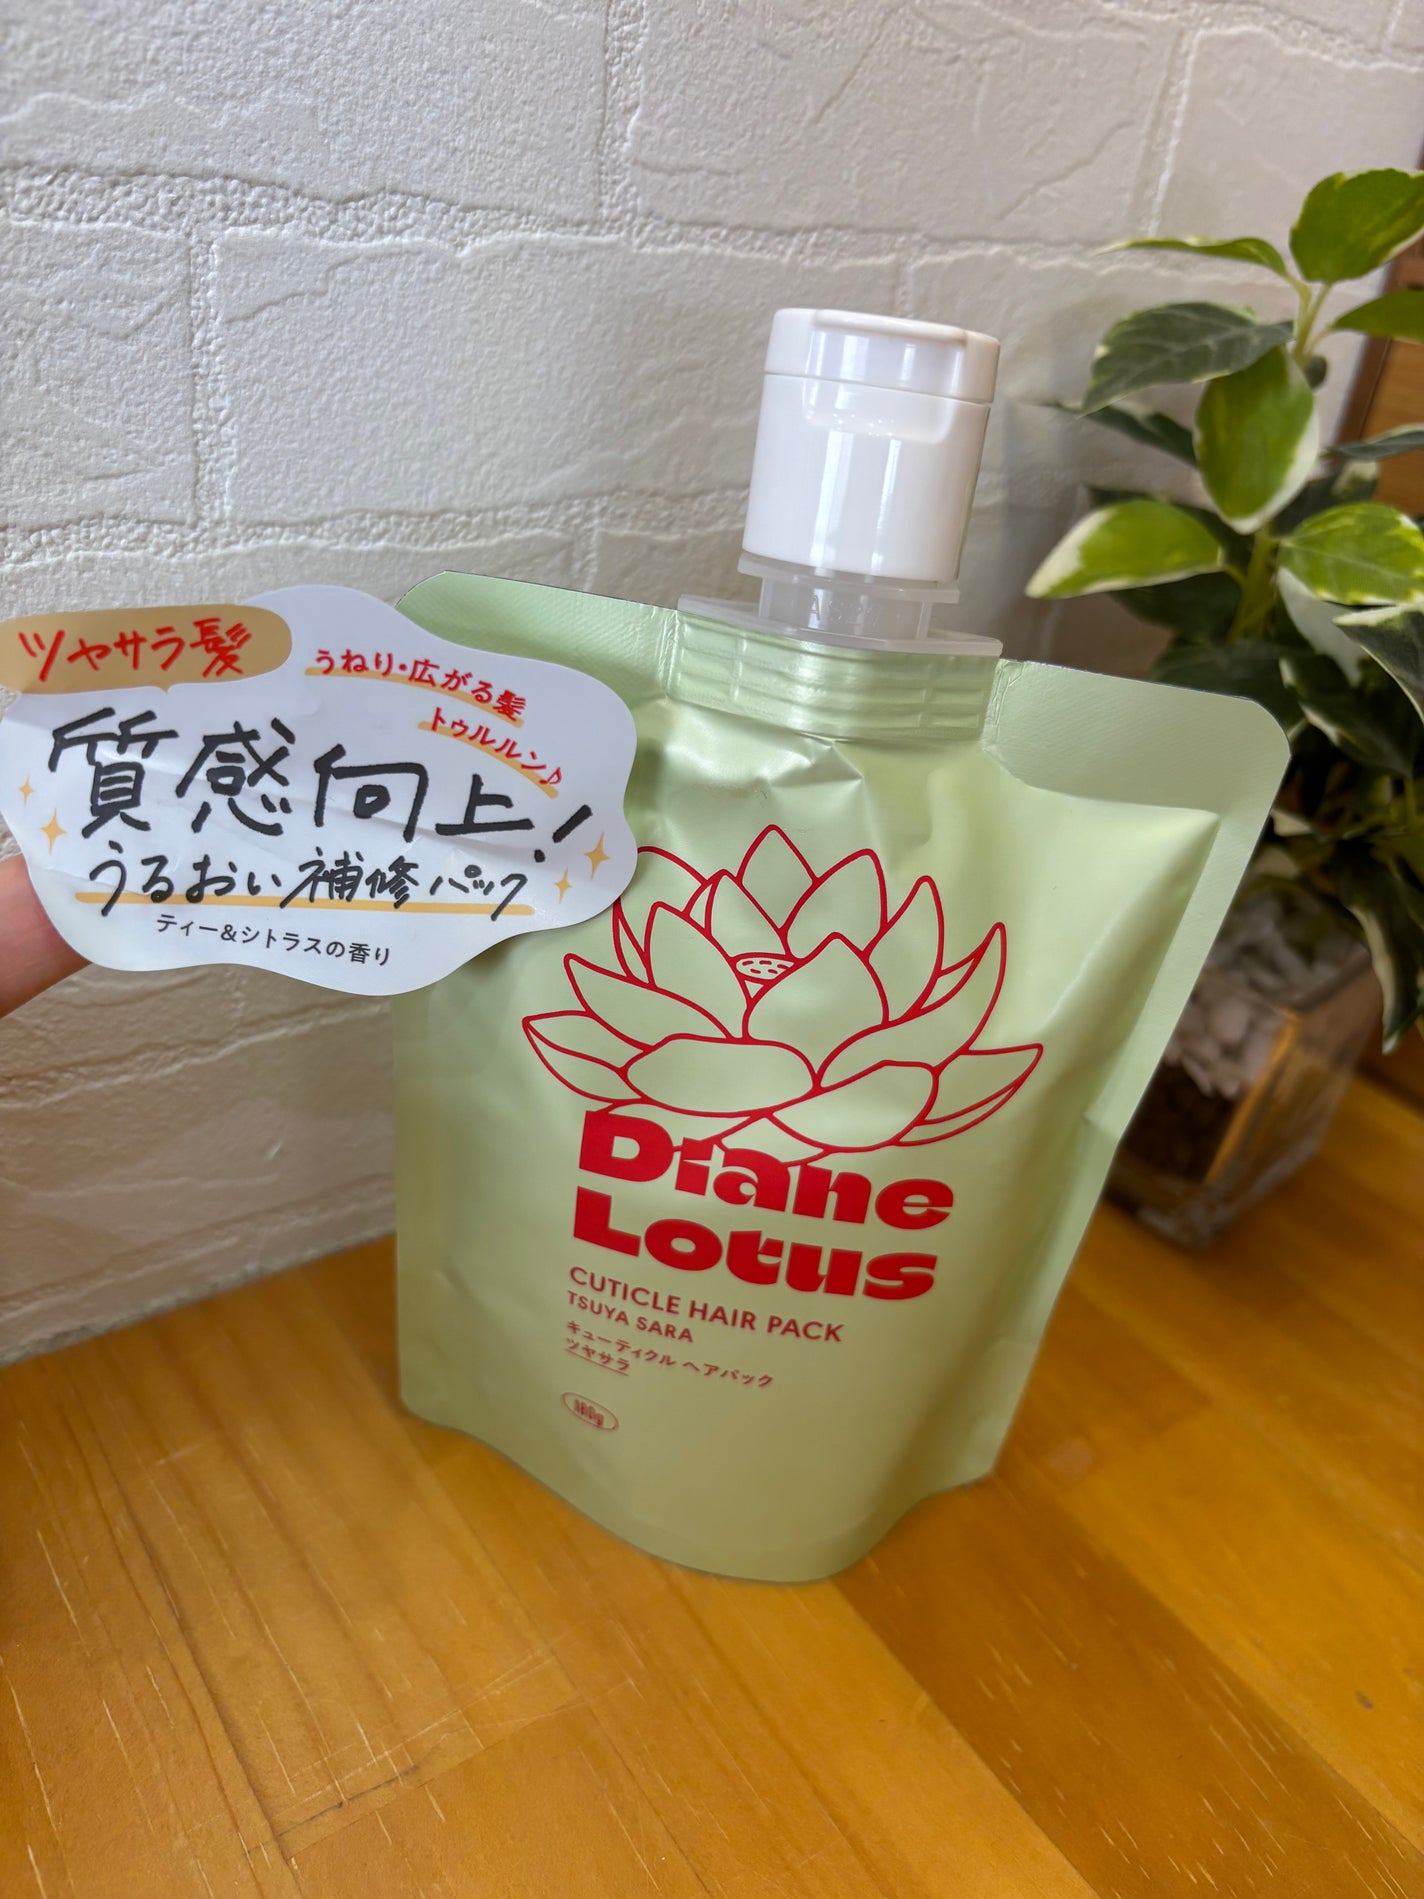 ツヤサラ髪
うねり・広がる髪
トゥルルン♪
質感向上!
うるおい補修パック
ティー&シトラスの香り
Diane
Lotus
CUTICLE HAIR PACK
TSUYA SARA
キューティクル ヘアパック
ツヤサラ
180g